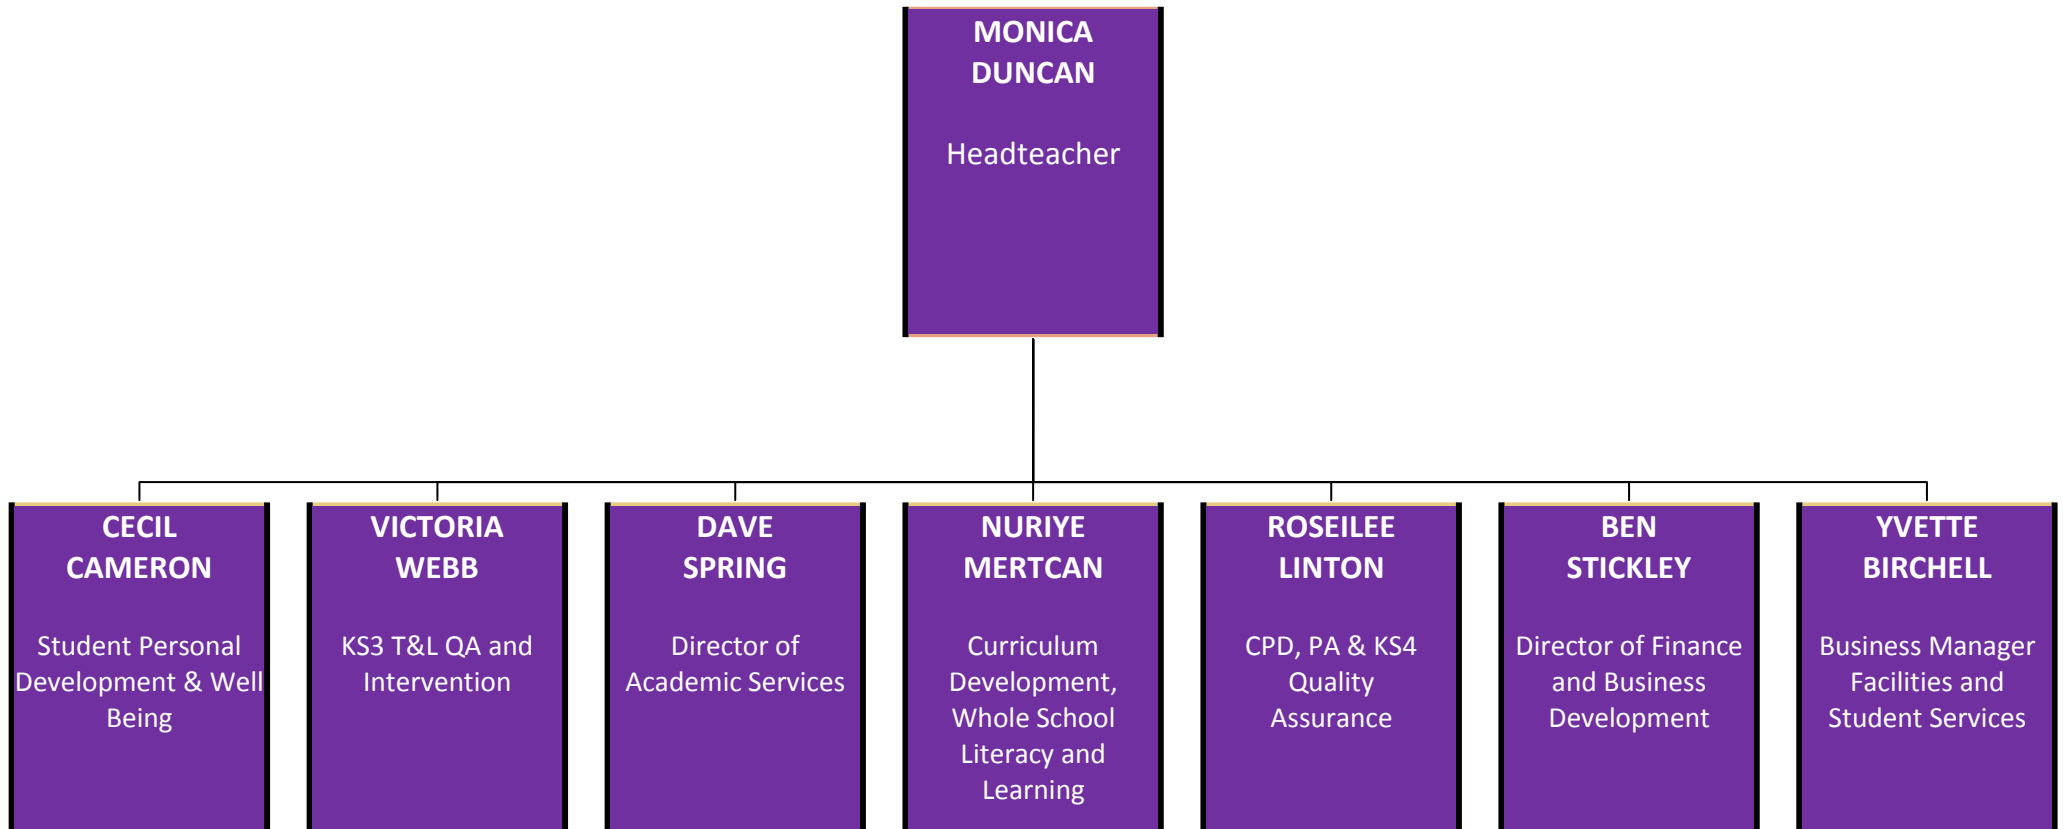 MONICA
DUNCAN
Headteacher
CECIL
CAMERON
Student Personal
Development & Well
Being
VICTORIA
WEBB
KS3 T&L QA and
Intervention
DAVE
SPRING
Director of
Academic Services
NURIYE
MERTCAN
Curriculum
Development,
Whole School
Literacy and
Learning
ROSEILEE
LINTON
CPD, PA & KS4
Quality
Assurance
BEN
STICKLEY
Director of Finance
and Business
Development
YVETTE
BIRCHELL
Business Manager
Facilities and
Student Services